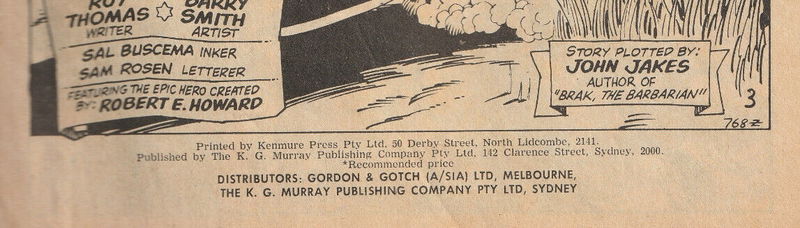 ROY
THOMAS
WRITER
BARRY
SMITH
ARTIST
SAL BUSCEMA INKER
SAM ROSEN LETTERER
FEATURING THE EPIC HERO CREATED
BY: ROBERT E. HOWARD
STORY PLOTTED BY:
JOHN JAKES
AUTHOR OF
"BRAK, THE BARBARIAN"
3
768-Z
Printed by Kenmure Press Pty Ltd, 50 Derby Street, North Lidcombe, 2141.
Published by The K. G. Murray Publishing Company Pty Ltd, 142 Clarence Street, Sydney, 2000.
*Recommended price
DISTRIBUTORS: GORDON & GOTCH (A/SIA) LTD, MELBOURNE,
THE K. G. MURRAY PUBLISHING COMPANY PTY LTD, SYDNEY